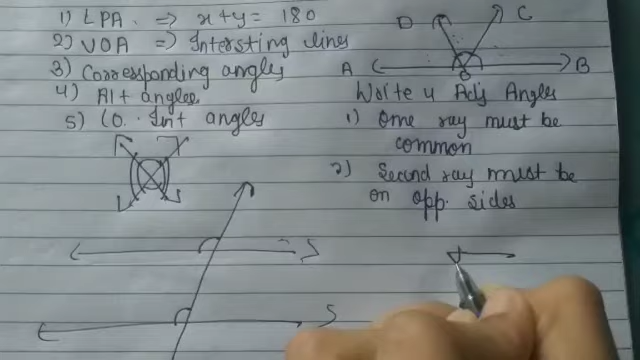 1) LPA. => x+y= 180
2) VOA => Intersting lines
3) Corresponding angles
4) Alt angles
5) CO. Int angles
D C
A B
O
Write 4 Adj Angles
1) One ray must be
common
2) Second ray must be
on opp. sides